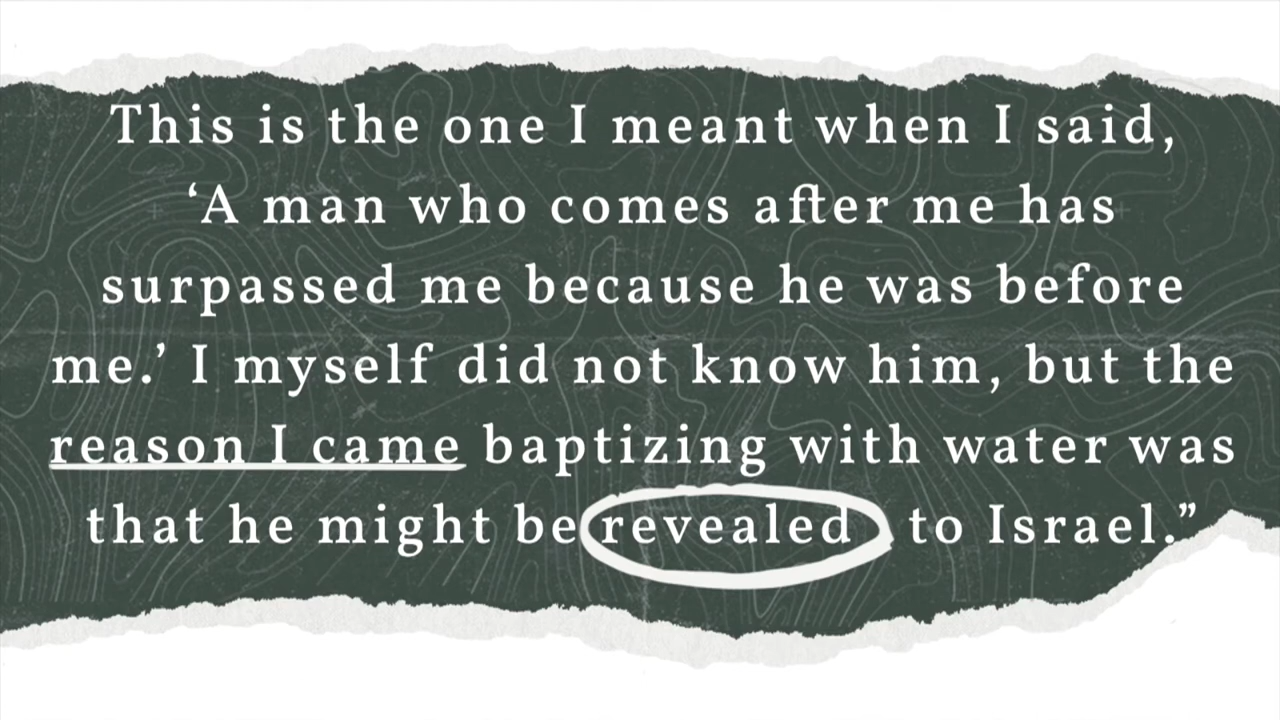 This is the one I meant when I said,
‘A man who comes after me has
surpassed me because he was before
me.’ I myself did not know him, but the
reason I came baptizing with water was
that he might be revealed to Israel.”